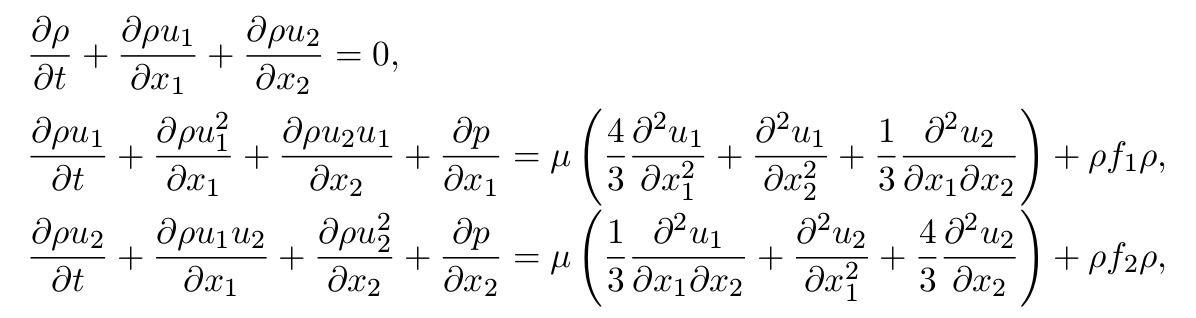 \frac{\partial \rho}{\partial t} + \frac{\partial \rho u_1}{\partial x_1} + \frac{\partial \rho u_2}{\partial x_2} = 0,
\frac{\partial \rho u_1}{\partial t} + \frac{\partial \rho u_1^2}{\partial x_1} + \frac{\partial \rho u_2 u_1}{\partial x_2} + \frac{\partial p}{\partial x_1} = \mu \left( \frac{4}{3} \frac{\partial^2 u_1}{\partial x_1^2} + \frac{\partial^2 u_1}{\partial x_2^2} + \frac{1}{3} \frac{\partial^2 u_2}{\partial x_1 \partial x_2} \right) + \rho f_1 \rho,
\frac{\partial \rho u_2}{\partial t} + \frac{\partial \rho u_1 u_2}{\partial x_1} + \frac{\partial \rho u_2^2}{\partial x_2} + \frac{\partial p}{\partial x_2} = \mu \left( \frac{1}{3} \frac{\partial^2 u_1}{\partial x_1 \partial x_2} + \frac{\partial^2 u_2}{\partial x_1^2} + \frac{4}{3} \frac{\partial^2 u_2}{\partial x_2} \right) + \rho f_2 \rho,